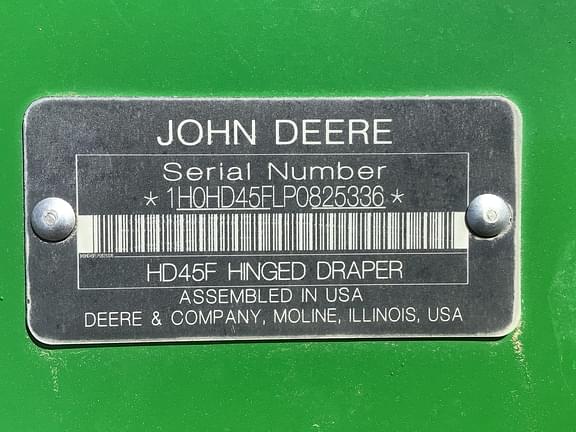 JOHN DEERE
Serial Number
*1H0HD45FLP0825336*
HD45F HINGED DRAPER
ASSEMBLED IN USA
DEERE & COMPANY, MOLINE, ILLINOIS, USA